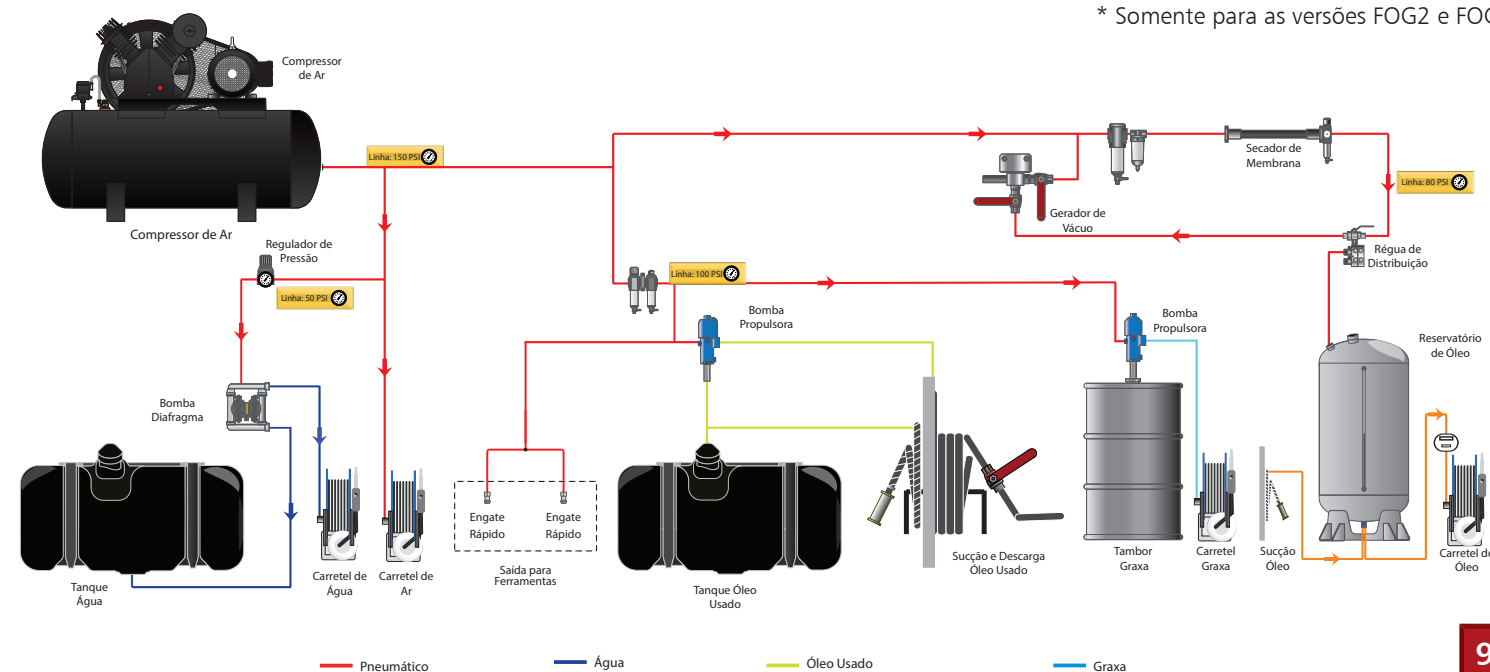 * Somente para as versões FOG2 e FOG
Compressor
de Ar
Linha: 150 PSI
Secador de
Membrana
Linha: 80 PSI
Compressor de Ar
Gerador de
Vácuo
Regulador de
Pressão
Régua de
Distribuição
Linha: 100 PSI
Linha: 50 PSI
Bomba
Propulsora
Bomba
Propulsora
Reservatório
de Óleo
Bomba
Diafragma
Engate
Rápido
Engate
Rápido
Saída para
Ferramentas
Sucção e Descarga
Óleo Usado
Tambor
Graxa
Carretel
Graxa
Sucção
Óleo
Carretel de
Óleo
Carretel de
Água
Carretel de
Ar
Tanque
Água
Tanque Óleo
Usado
Pneumático
Água
Óleo Usado
Graxa
9